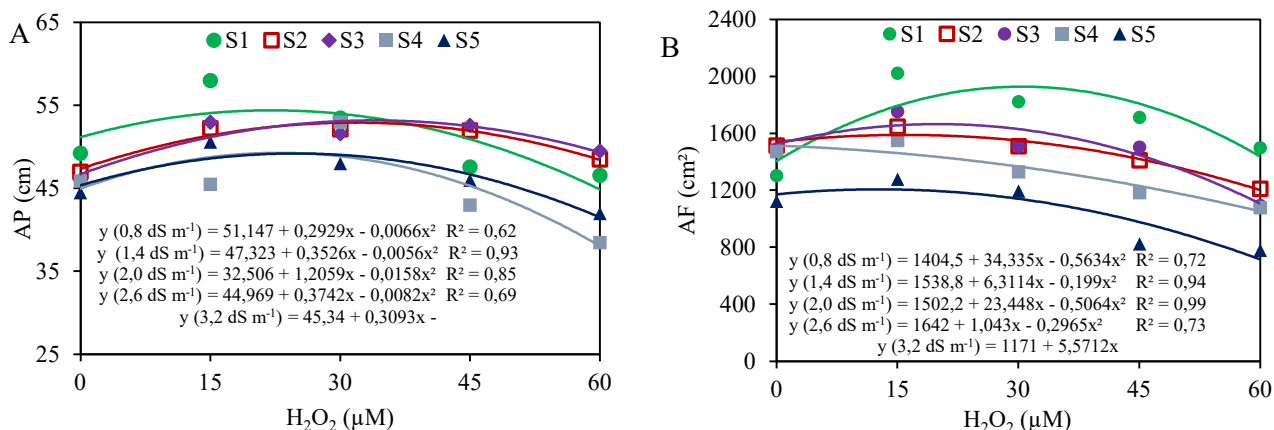 A
AP (cm)
65
55
45
35
25
S1 S2 S3 S4 S5
y (0,8 dS m⁻¹) = 51,147 + 0,2929x - 0,0066x² R² = 0,62
y (1,4 dS m⁻¹) = 47,323 + 0,3526x - 0,0056x² R² = 0,93
y (2,0 dS m⁻¹) = 32,506 + 1,2059x - 0,0158x² R² = 0,85
y (2,6 dS m⁻¹) = 44,969 + 0,3742x - 0,0082x² R² = 0,69
y (3,2 dS m⁻¹) = 45,34 + 0,3093x -
0 15 30 45 60
H₂O₂ (µM)
B
AF (cm²)
2400
2000
1600
1200
800
400
0
S1 S2 S3 S4 S5
y (0,8 dS m⁻¹) = 1404,5 + 34,335x - 0,5634x² R² = 0,72
y (1,4 dS m⁻¹) = 1538,8 + 6,3114x - 0,199x² R² = 0,94
y (2,0 dS m⁻¹) = 1502,2 + 23,448x - 0,5064x² R² = 0,99
y (2,6 dS m⁻¹) = 1642 + 1,043x - 0,2965x² R² = 0,73
y (3,2 dS m⁻¹) = 1171 + 5,5712x
0 15 30 45 60
H₂O₂ (µM)